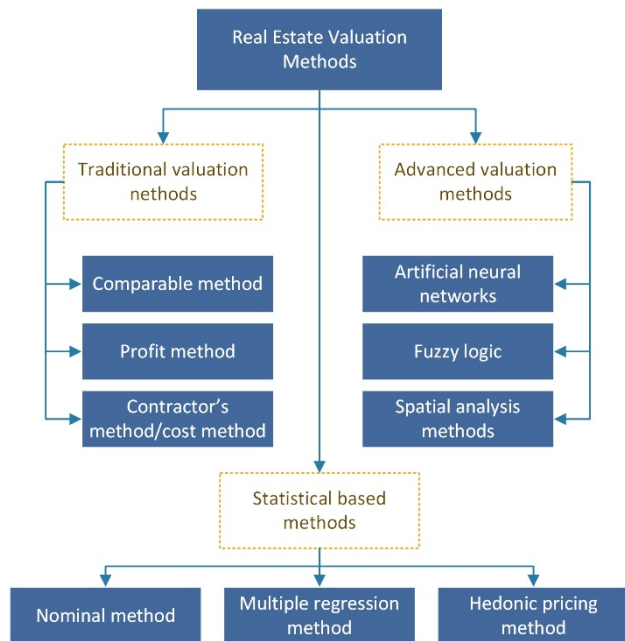 Real Estate Valuation
Methods
Traditional valuation
nethods
Advanced valuation
methods
Comparable method
Artificial neural
networks
Profit method
Fuzzy logic
Contractor's
method/cost method
Spatial analysis
methods
Statistical based
methods
Nominal method
Multiple regression
method
Hedonic pricing
method